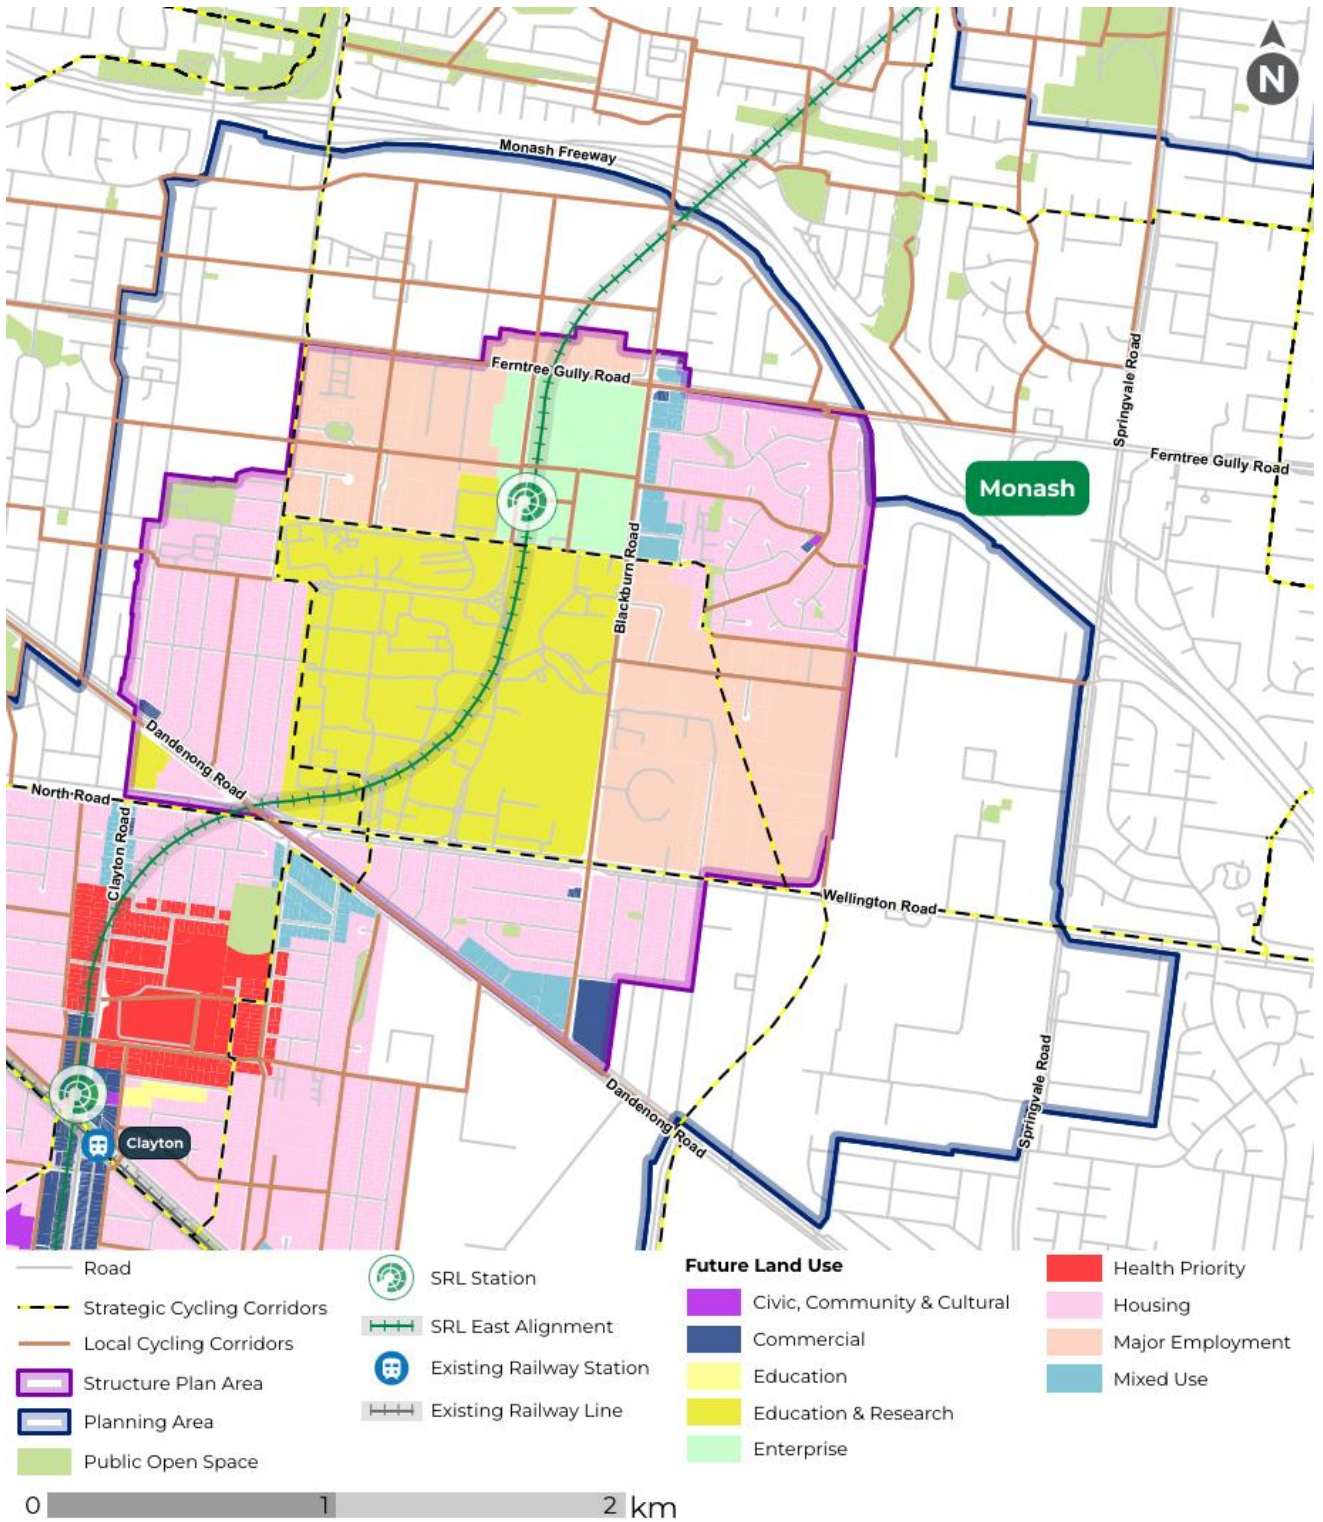 N
Monash Freeway
Ferntree Gully Road
Springvale Road
Ferntree Gully Road
Monash
Blackburn Road
Dandenong Road
North Road
Clayton Road
Wellington Road
Springvale Road
Dandenong Road
Clayton
Road
Strategic Cycling Corridors
Local Cycling Corridors
Structure Plan Area
Planning Area
Public Open Space
SRL Station
SRL East Alignment
Existing Railway Station
Existing Railway Line
Future Land Use
Civic, Community & Cultural
Commercial
Education
Education & Research
Enterprise
Health Priority
Housing
Major Employment
Mixed Use
0 1 2 km